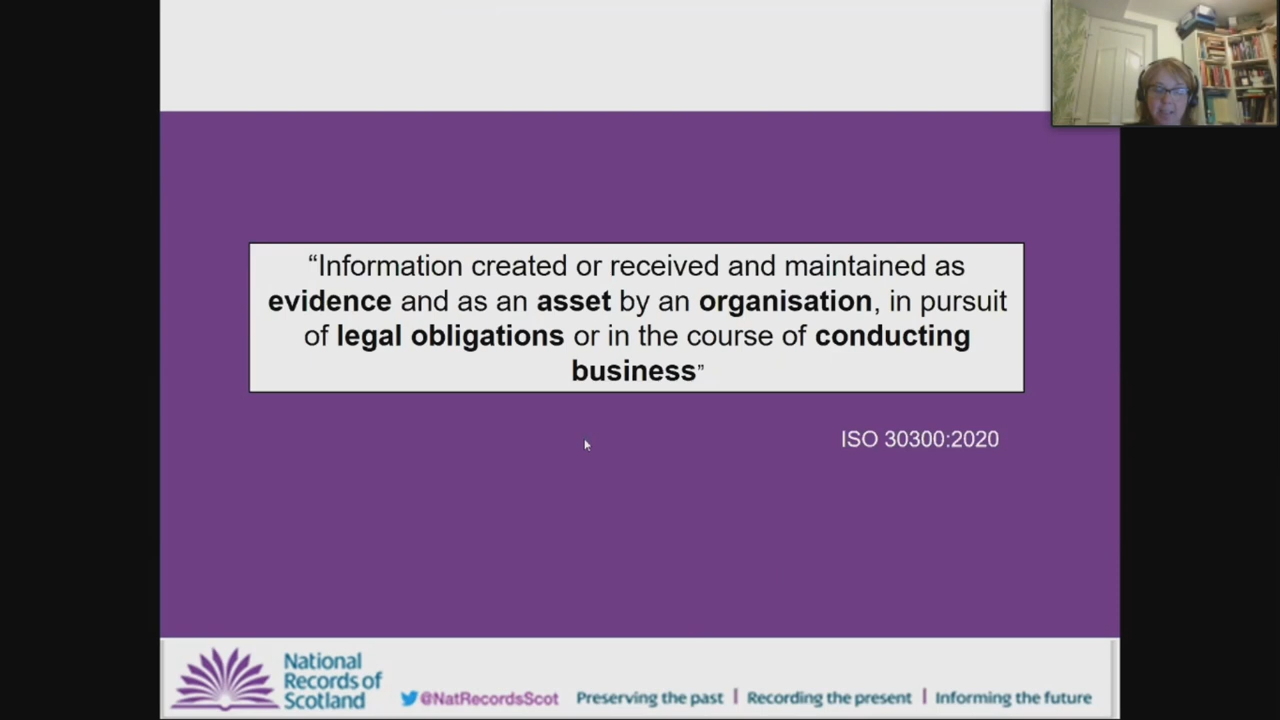 “Information created or received and maintained as
evidence and as an asset by an organisation, in pursuit
of legal obligations or in the course of conducting
business”
ISO 30300:2020
National
Records of
Scotland
@NatRecordsScot
Preserving the past | Recording the present | Informing the future